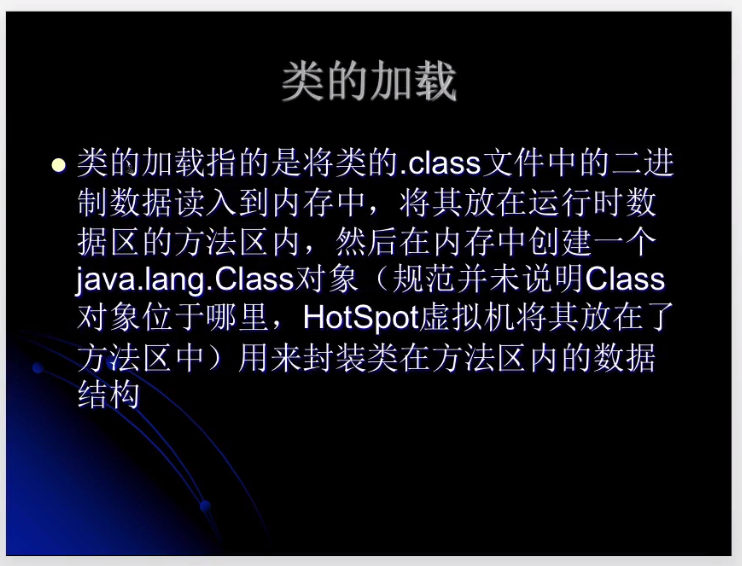 类的加载
类的加载指的是将类的.class文件中的二进
制数据读入到内存中，将其放在运行时数
据区的方法区内，然后在内存中创建一个
java.lang.Class对象（规范并未说明Class
对象位于哪里，HotSpot虚拟机将其放在了
方法区中）用来封装类在方法区内的数据
结构